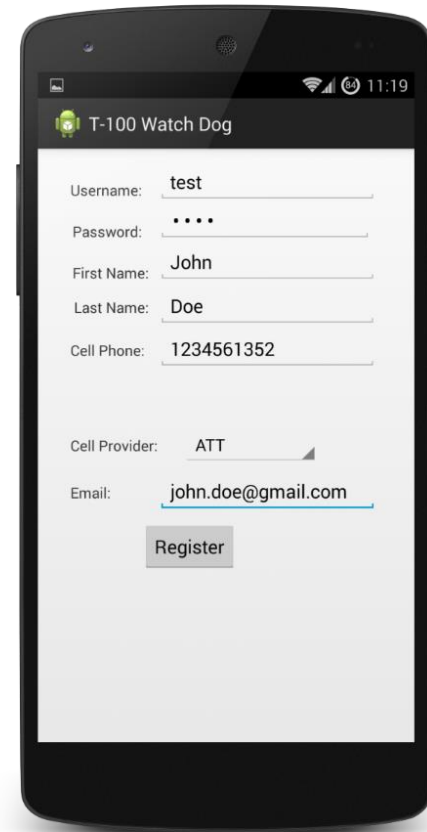 84 11:19
T-100 Watch Dog
Username: test
Password: ••••
First Name: John
Last Name: Doe
Cell Phone: 1234561352
Cell Provider: ATT
Email: john.doe@gmail.com
Register